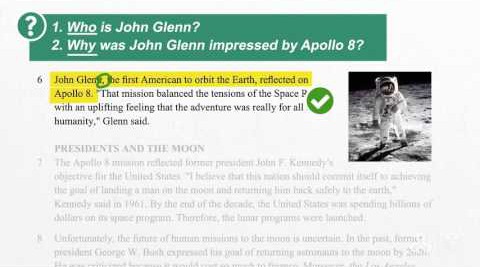 ?
1. Who is John Glenn?
2. Why was John Glenn impressed by Apollo 8?
6 John Glenn, the first American to orbit the Earth, reflected on
Apollo 8. "That mission balanced the tensions of the Space
with an uplifting feeling that the adventure was really for all
humanity," Glenn said.
PRESIDENTS AND THE MOON
7 The Apollo 8 mission reflected former president John F. Kennedy's
objective for the United States. "I believe that this nation should commit itself to achieving
the goal of landing a man on the moon and returning him back safely to the earth,"
Kennedy said in 1961. By the end of the decade, the United States was spending billions of
dollars on its space program. Therefore, the lunar programs were launched.
8 Unfortunately, the future of human missions to the moon is uncertain. In the past, former
president George W. Bush expressed his goal of returning astronauts to the moon by 2020.
He was criticized because it would cost so much to finance. Moreover, the Los Angeles